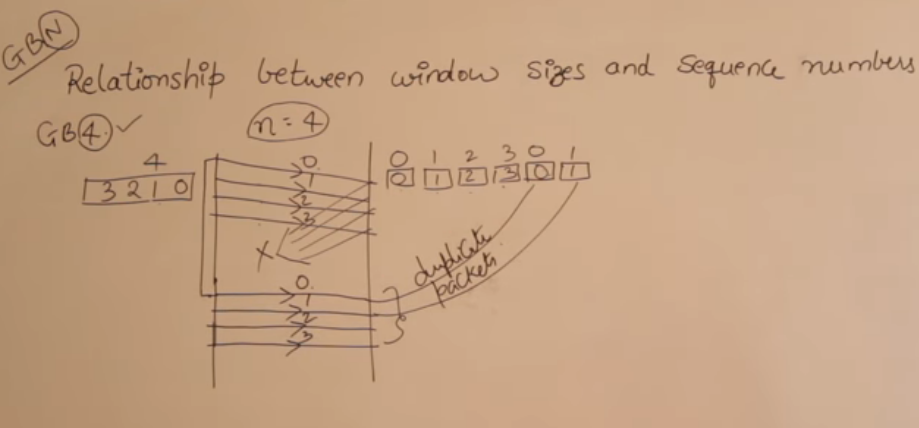 GBN
Relationship between window sizes and sequence numbers
GB4 ✓
n=4
4
3 2 1 0
0
1
2
3
0 1 2 3 0 1
0 1 2 3 0 1
X
duplicate
packets
0
1
2
3